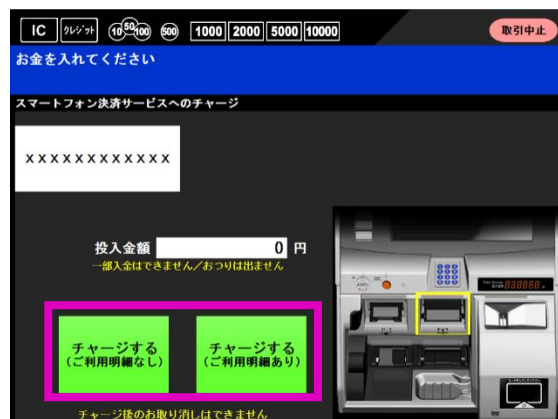 IC クレジット 10 50 100 500 1000 2000 5000 10000 取引中止
お金を入れてください
スマートフォン決済サービスへのチャージ
xxxxxxxxxxxx
投入金額 0 円
一部入金はできません/おつりは出ません
チャージする
(ご利用明細なし)
チャージする
(ご利用明細あり)
チャージ後のお取り消しはできません